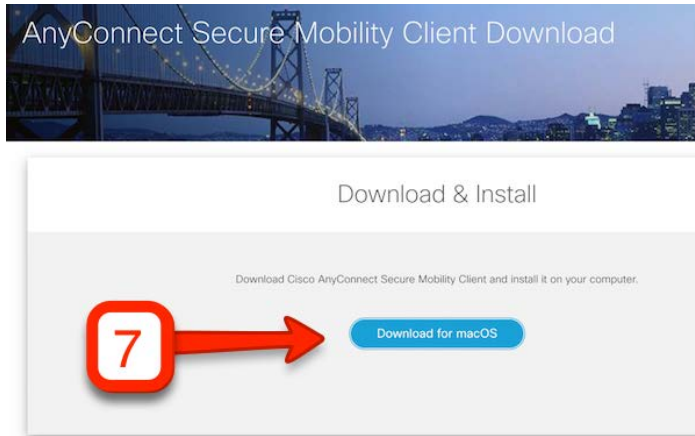 AnyConnect Secure Mobility Client Download
Download & Install
Download Cisco AnyConnect Secure Mobility Client and install it on your computer.
7
Download for macOS